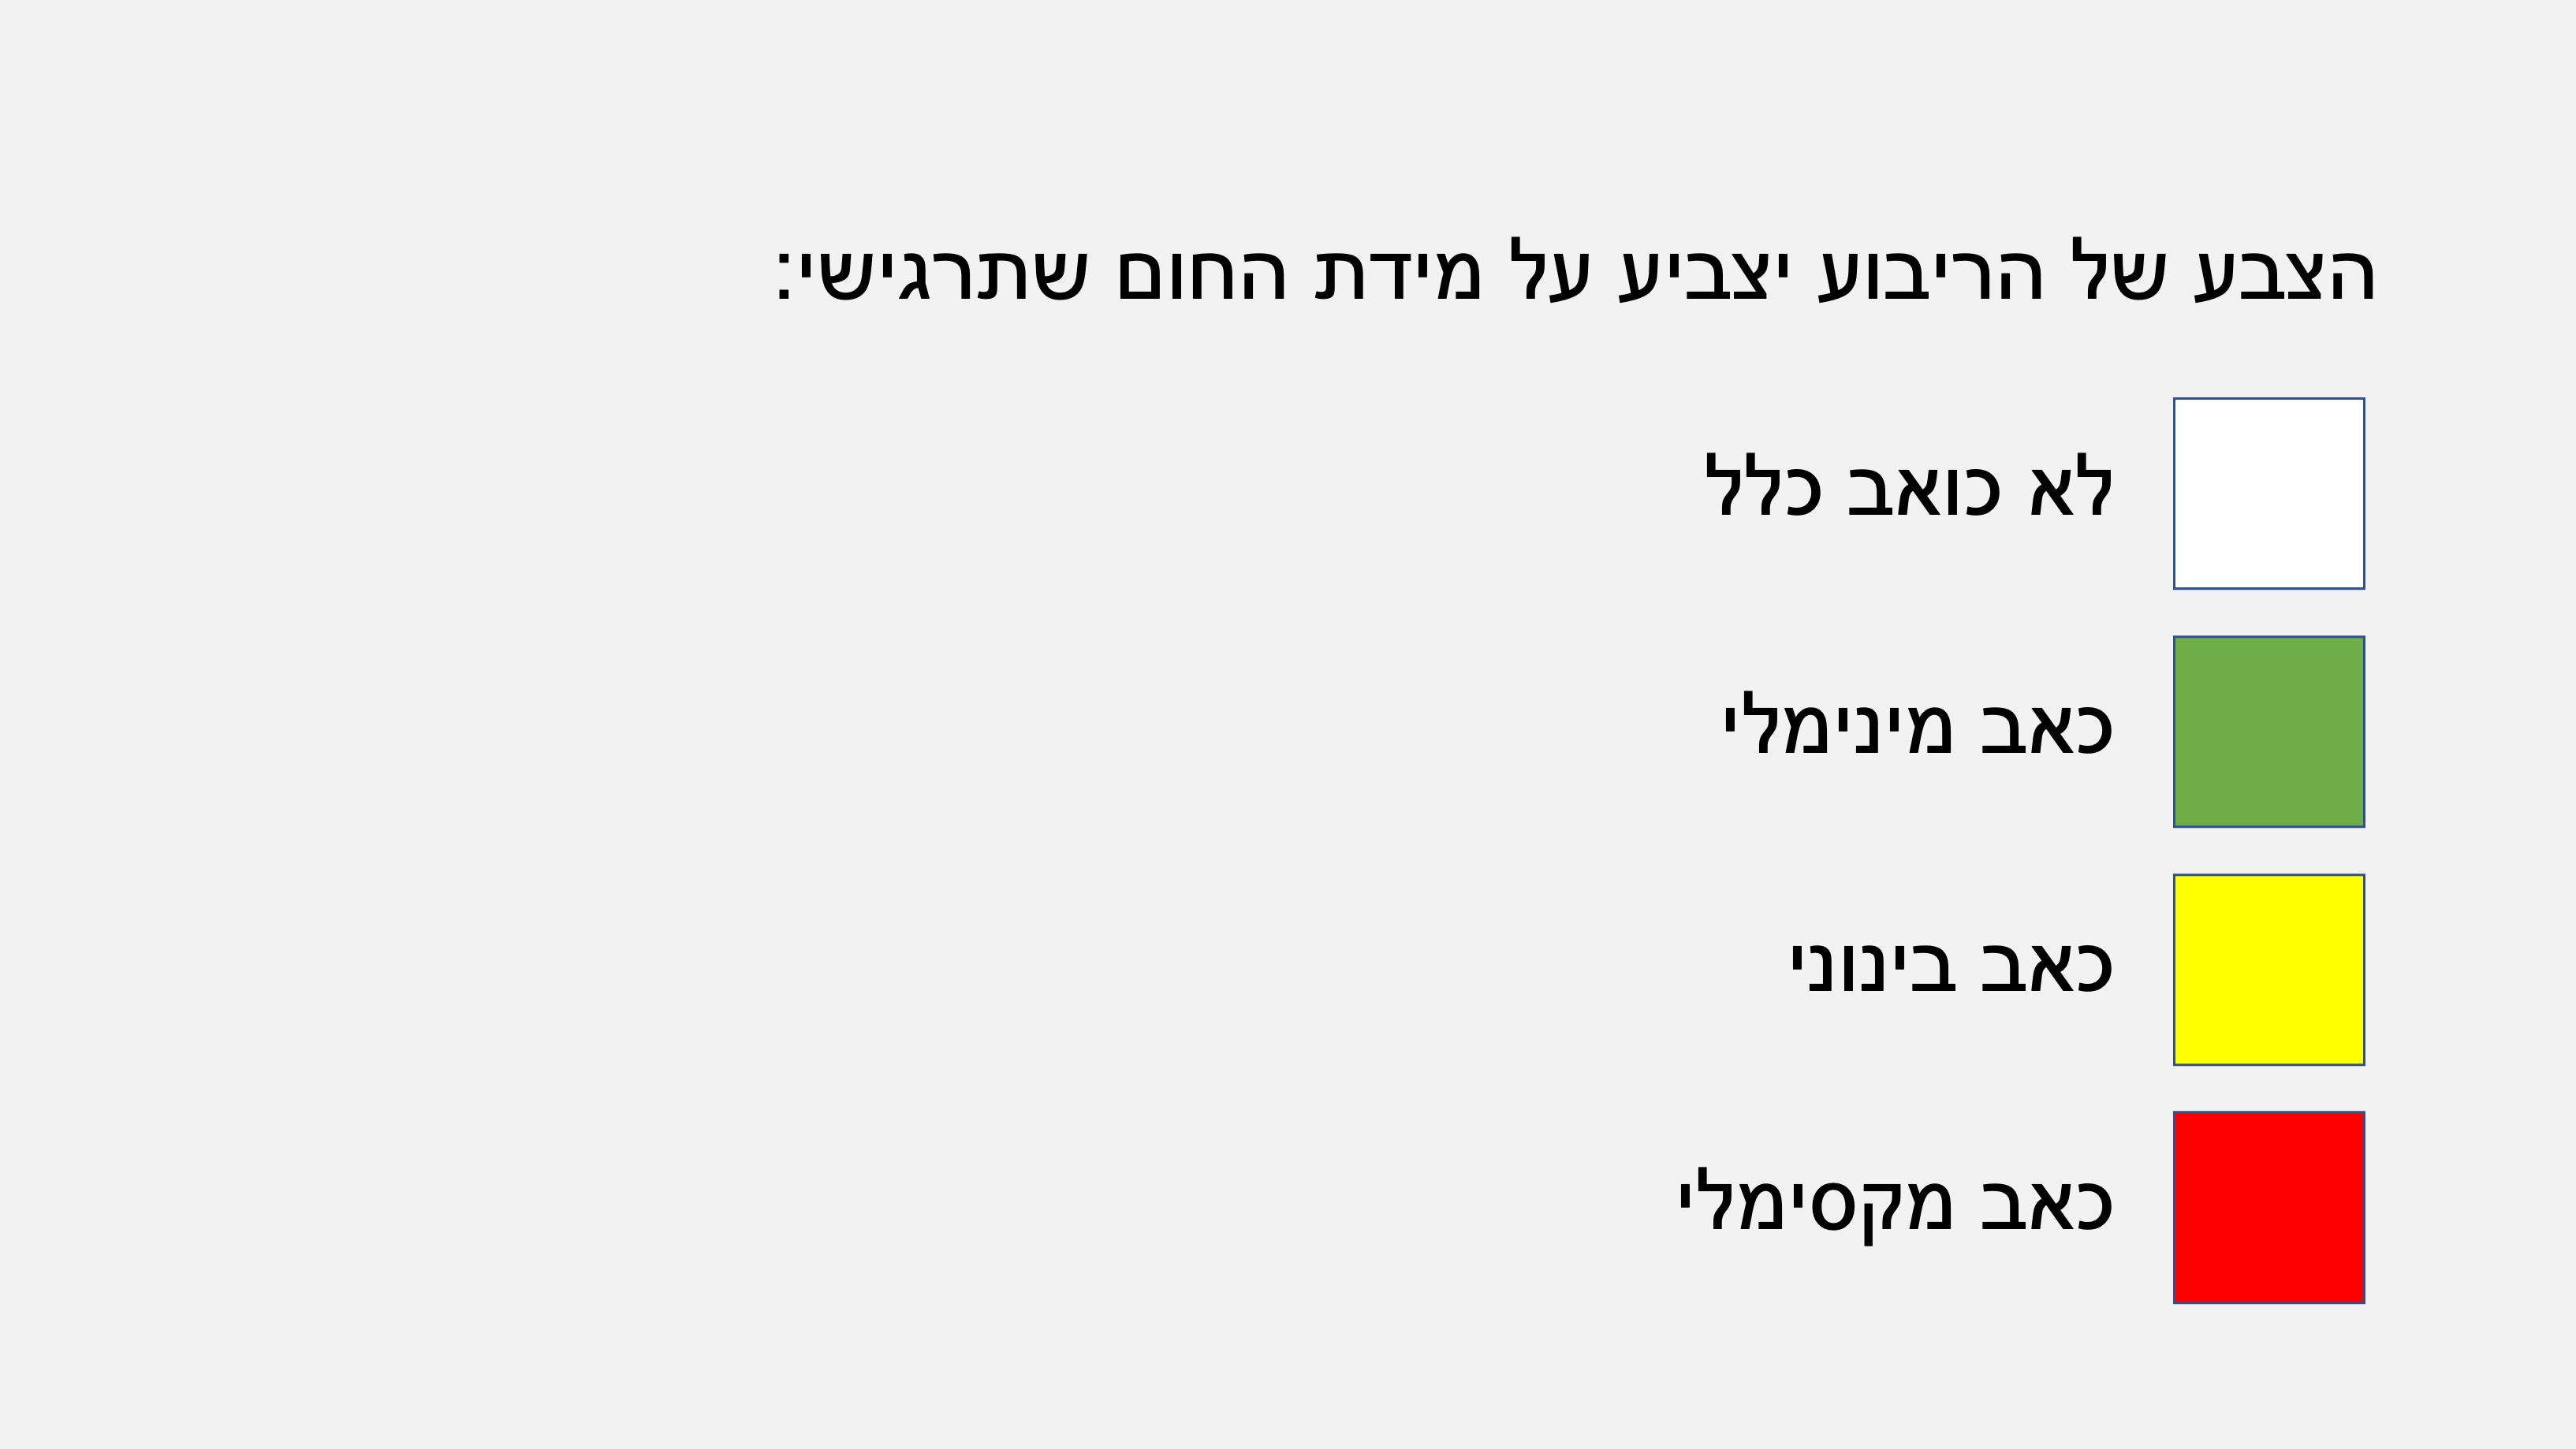 הצבע של הריבוע יצביע על מידת החום שתרגישי:
לא כואב כלל
כאב מינימלי
כאב בינוני
כאב מקסימלי